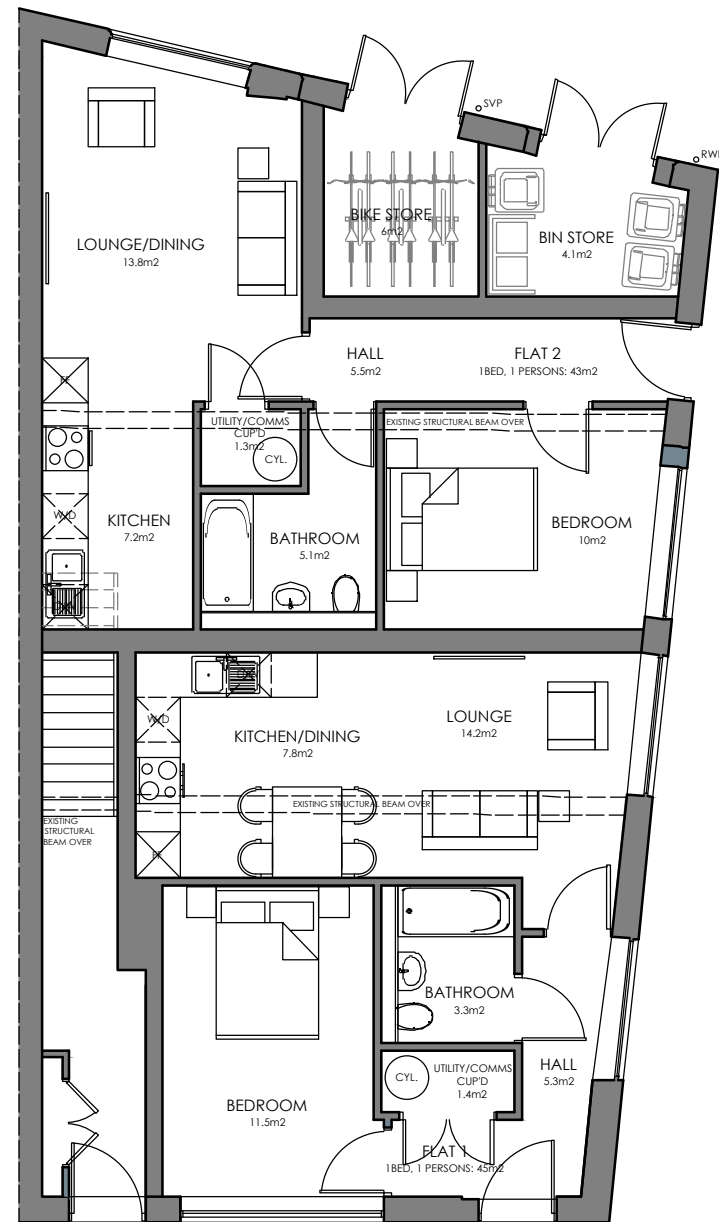 SVP
RWP
BIKE STORE
6m2
BIN STORE
4.1m2
LOUNGE/DINING
13.8m2
HALL
5.5m2
FLAT 2
1BED, 1 PERSONS: 43m2
FF
UTILITY/COMMS
CUP'D
1.3m2
CYL.
EXISTING STRUCTURAL BEAM OVER
W/D
KITCHEN
7.2m2
BATHROOM
5.1m2
BEDROOM
10m2
LOUNGE
14.2m2
W/D
KITCHEN/DINING
7.8m2
EXISTING STRUCTURAL BEAM OVER
EXISTING
STRUCTURAL
BEAM OVER
FF
BATHROOM
3.3m2
CYL.
UTILITY/COMMS
CUP'D
1.4m2
HALL
5.3m2
BEDROOM
11.5m2
FLAT 1
1BED, 1 PERSONS: 45m2